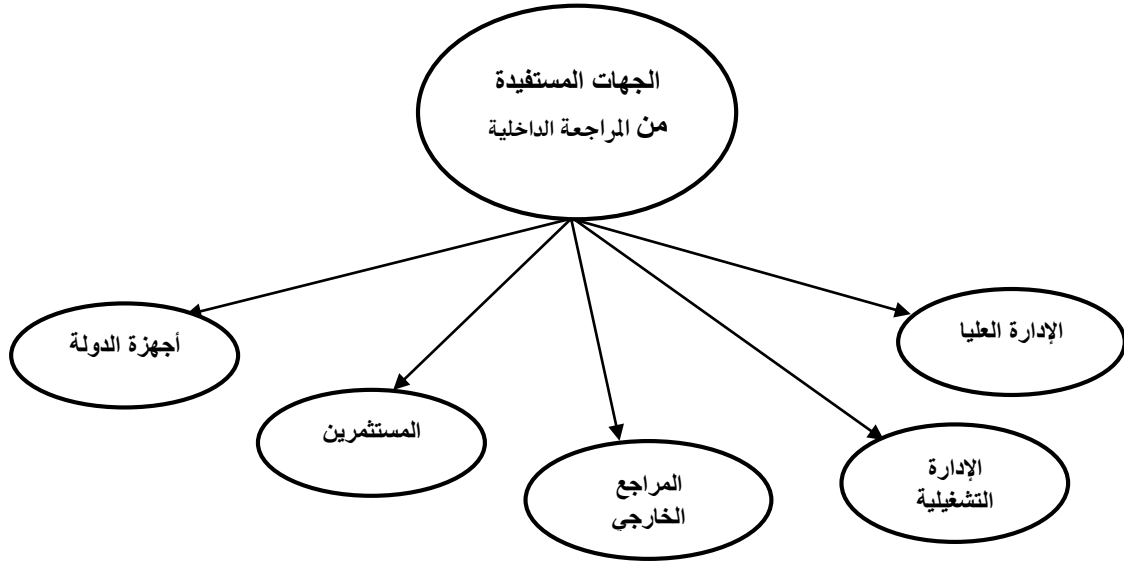 الجهات المستفيدة
من المراجعة الداخلية
الإدارة العليا
أجهزة الدولة
المستثمرين
الإدارة
التشغيلية
المراجع
الخارجي